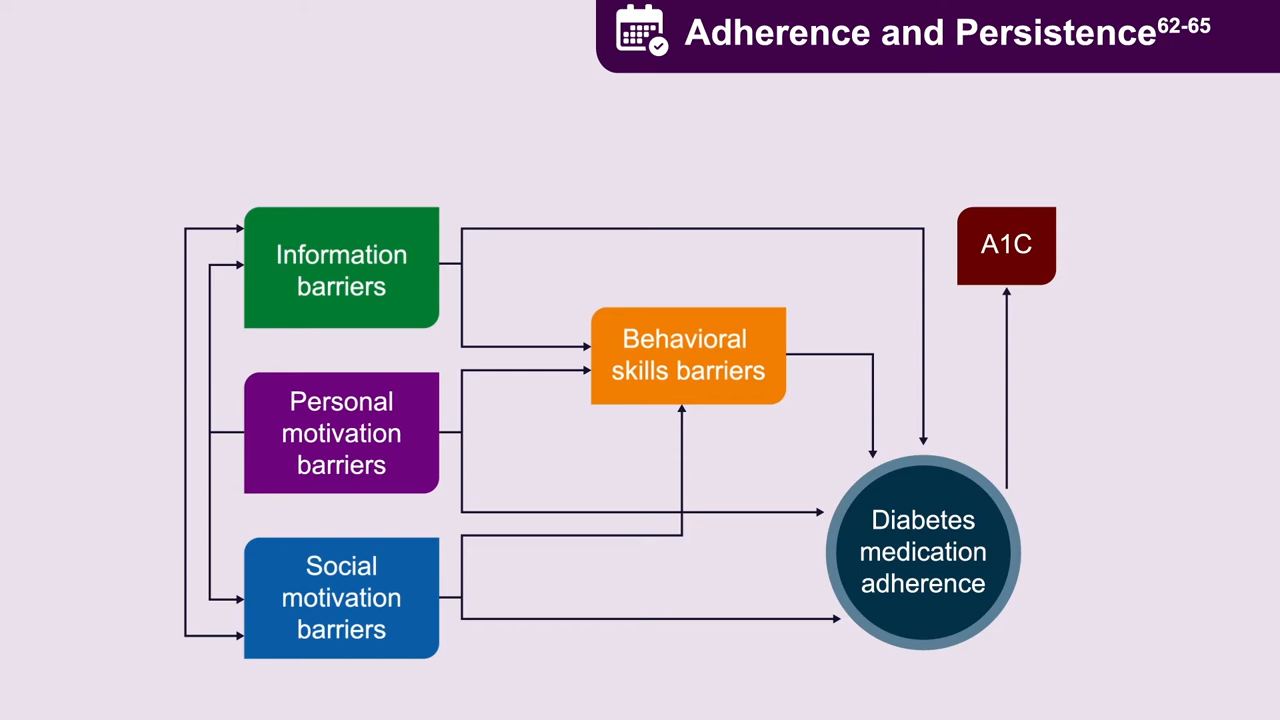 Adherence and Persistence62-65
Information
barriers
A1C
Behavioral
skills barriers
Personal
motivation
barriers
Diabetes
medication
adherence
Social
motivation
barriers